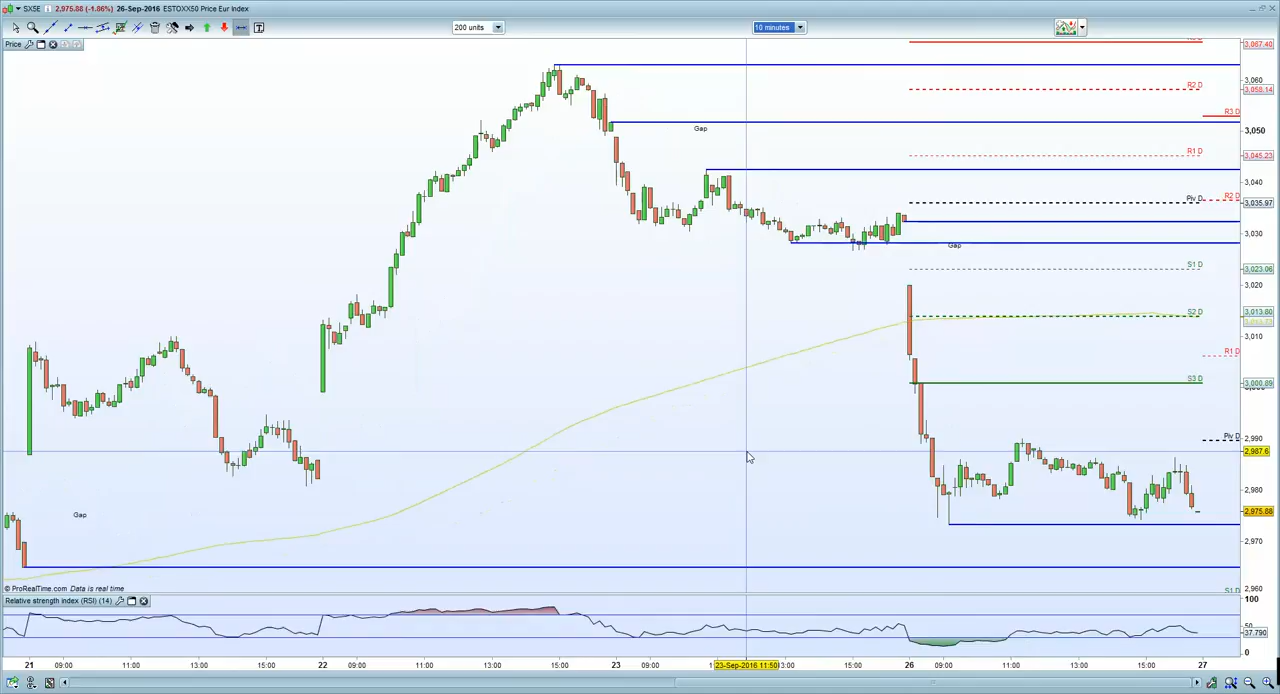 SX5E 2,975.88 (-1.86%) 26-Sep-2016 ESTOXX50 Price Eur Index
200 units
10 minutes
Price
3,067.40
3,060
R2 D
3,058.14
R3 D
Gap
3,050
R1 D
3,045.23
3,040
Piv D
R2 D
3,035.97
3,030
Gap
S1 D
3,023.06
3,020
S2 D
3,013.80
3,010
R1 D
S3 D
3,000.89
Piv D
2,990
2,987.6
2,980
2,975.88
Gap
2,970
© ProRealTime.com Data is real time
2,960
S1 D
Relative strength index (RSI) (14)
100
50
37.790
0
21 09:00 11:00 13:00 15:00 22 09:00 11:00 13:00 15:00 23 09:00 23-Sep-2016 11:50 13:00 15:00 26 09:00 11:00 13:00 15:00 27